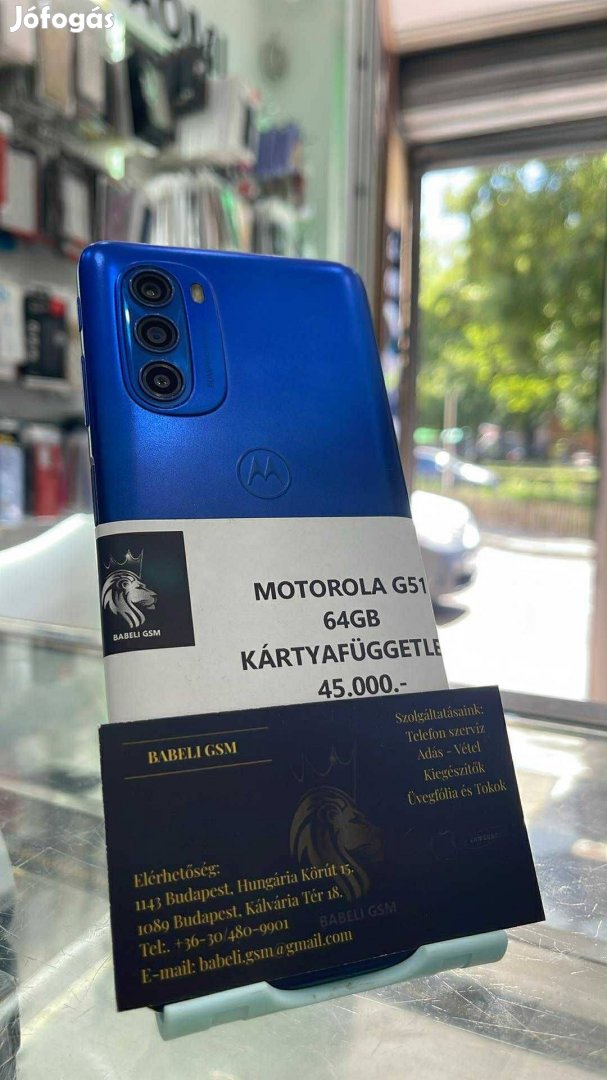 Jófogás
BABELI GSM
MOTOROLA G51
64GB
KÁRTYAFÜGGETLE
45.000.-
BABELI GSM
Szolgáltatásaink:
Telefon szerviz
Adás - Vétel
Kiegészitők
Üvegfólia és Tokok
Elérhetőség:
1143 Budapest, Hungária Körút 15.
1089 Budapest, Kálvária Tér 18.
Tel:. +36-30/480-9901
E-mail: babeli.gsm@gmail.com
BABELI GSM